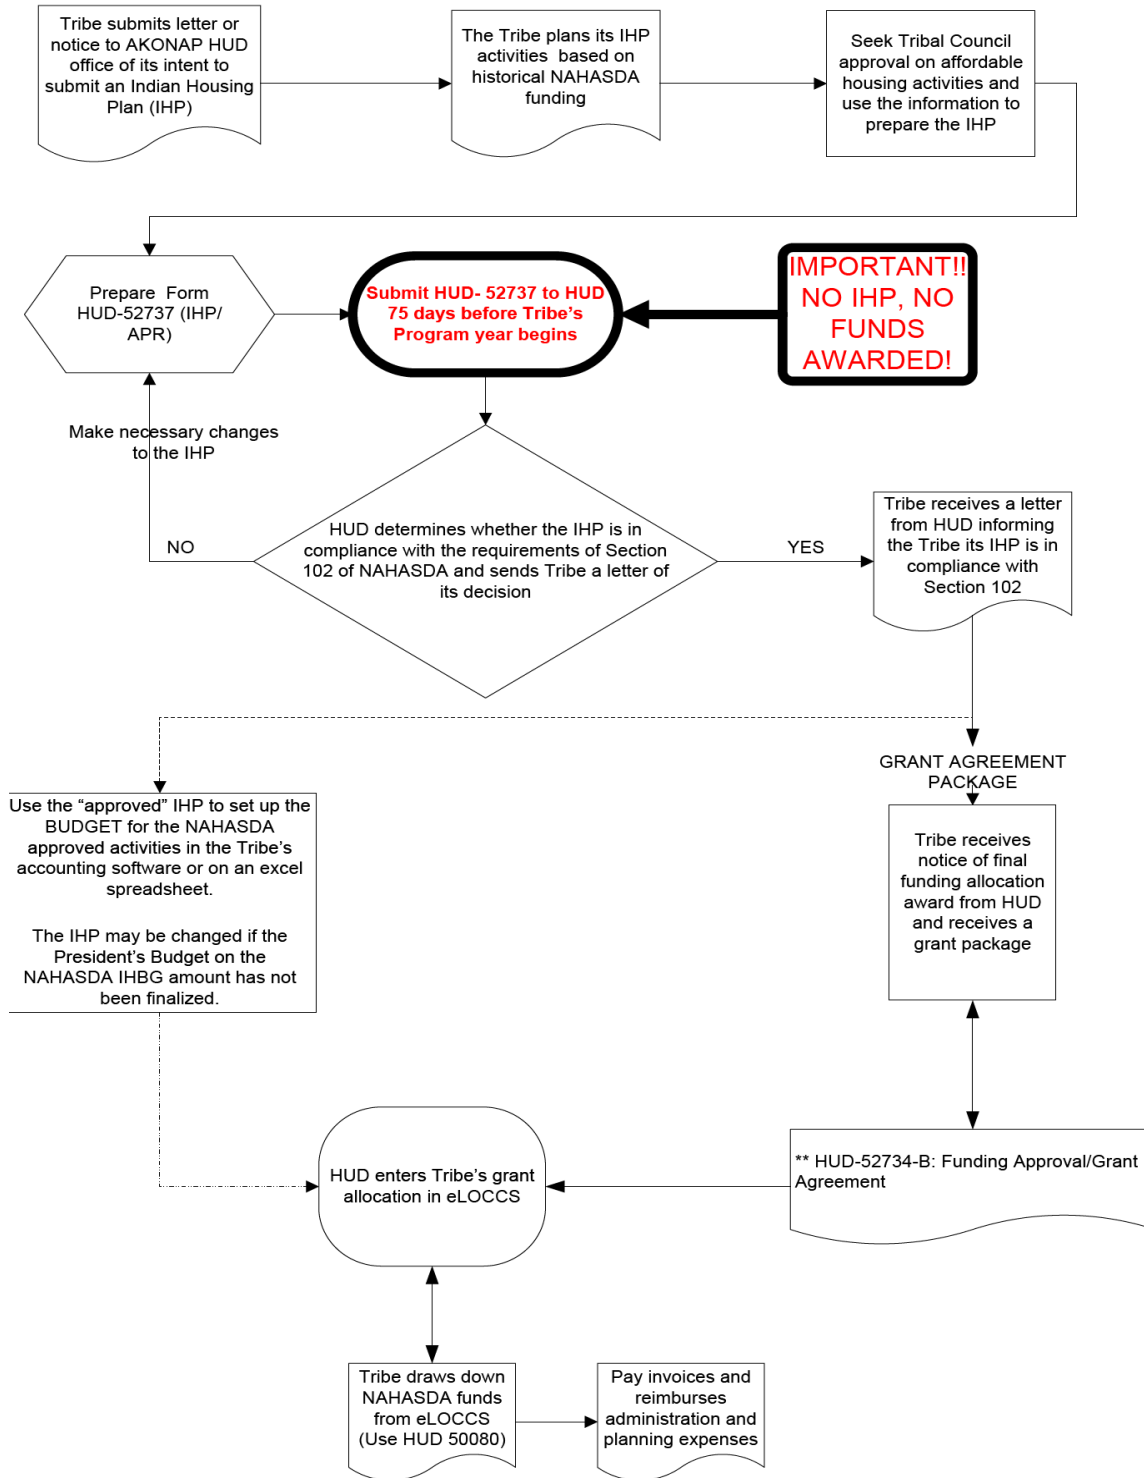 Tribe submits letter or
notice to AKONAP HUD
office of its intent to
submit an Indian Housing
Plan (IHP)
The Tribe plans its IHP
activities based on
historical NAHASDA
funding
Seek Tribal Council
approval on affordable
housing activities and
use the information to
prepare the IHP
Prepare Form
HUD-52737 (IHP/
APR)
Submit HUD- 52737 to HUD
75 days before Tribe's
Program year begins
IMPORTANT!!
NO IHP, NO
FUNDS
AWARDED!
Make necessary changes
to the IHP
NO
HUD determines whether the IHP is in
compliance with the requirements of Section
102 of NAHASDA and sends Tribe a letter of
its decision
YES
Tribe receives a letter
from HUD informing
the Tribe its IHP is in
compliance with
Section 102
GRANT AGREEMENT
PACKAGE
Use the “approved” IHP to set up the
BUDGET for the NAHASDA
approved activities in the Tribe's
accounting software or on an excel
spreadsheet.
The IHP may be changed if the
President's Budget on the
NAHASDA IHBG amount has not
been finalized.
Tribe receives
notice of final
funding allocation
award from HUD
and receives a
grant package
HUD enters Tribe's grant
allocation in eLOCCS
** HUD-52734-B: Funding Approval/Grant
Agreement
Tribe draws down
NAHASDA funds
from eLOCCS
(Use HUD 50080)
Pay invoices and
reimburses
administration and
planning expenses